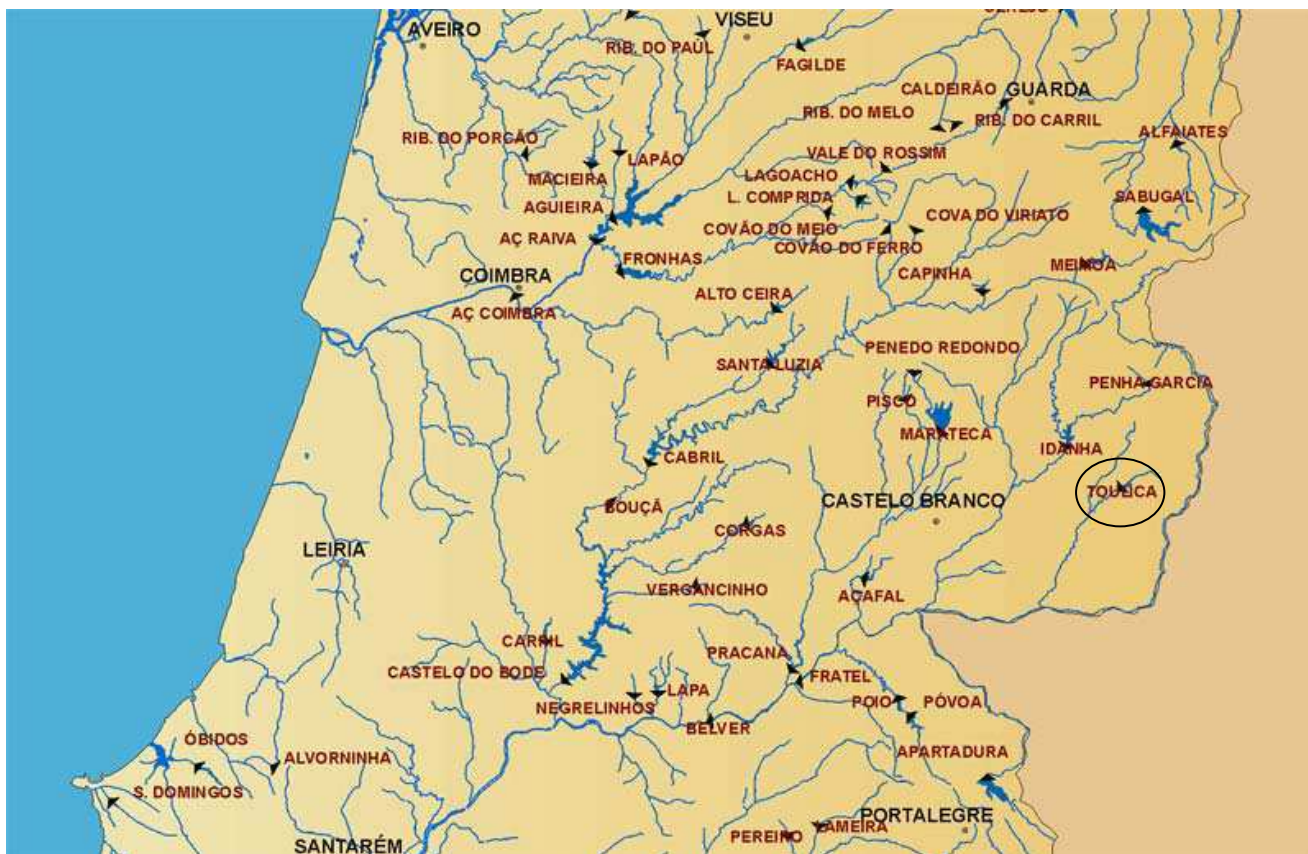 AVEIRO
VISEU
RIB. DO PAÚL
FAGILDE
CALDEIRÃO
GUARDA
RIB. DO MELO
RIB. DO CARRIL
ALFAIATES
RIB. DO PORCÃO
LAPÃO
VALE DO ROSSIM
MACIEIRA
LAGOACHO
L. COMPRIDA
SABUGAL
AGUIEIRA
COVA DO VIRIATO
COVÃO DO MEIO
AÇ RAIVA
COVÃO DO FERRO
FRONHAS
MEIMOA
COIMBRA
CAPINHA
ALTO CEIRA
AÇ COIMBRA
PENEDO REDONDO
SANTA LUZIA
PENHA GARCIA
PISCO
MARATECA
IDANHA
CABRIL
TOULICA
CASTELO BRANCO
BOUÇÃ
CORGAS
LEIRIA
VERGANCINHO
AÇAFAL
CARRIL
PRACANA
CASTELO DO BODE
FRATEL
LAPA
POIO
PÓVOA
NEGRELINHOS
BELVER
ÓBIDOS
ALVORNINHA
APARTADURA
S. DOMINGOS
PORTALEGRE
LAMEIRA
PEREIRO
SANTARÉM